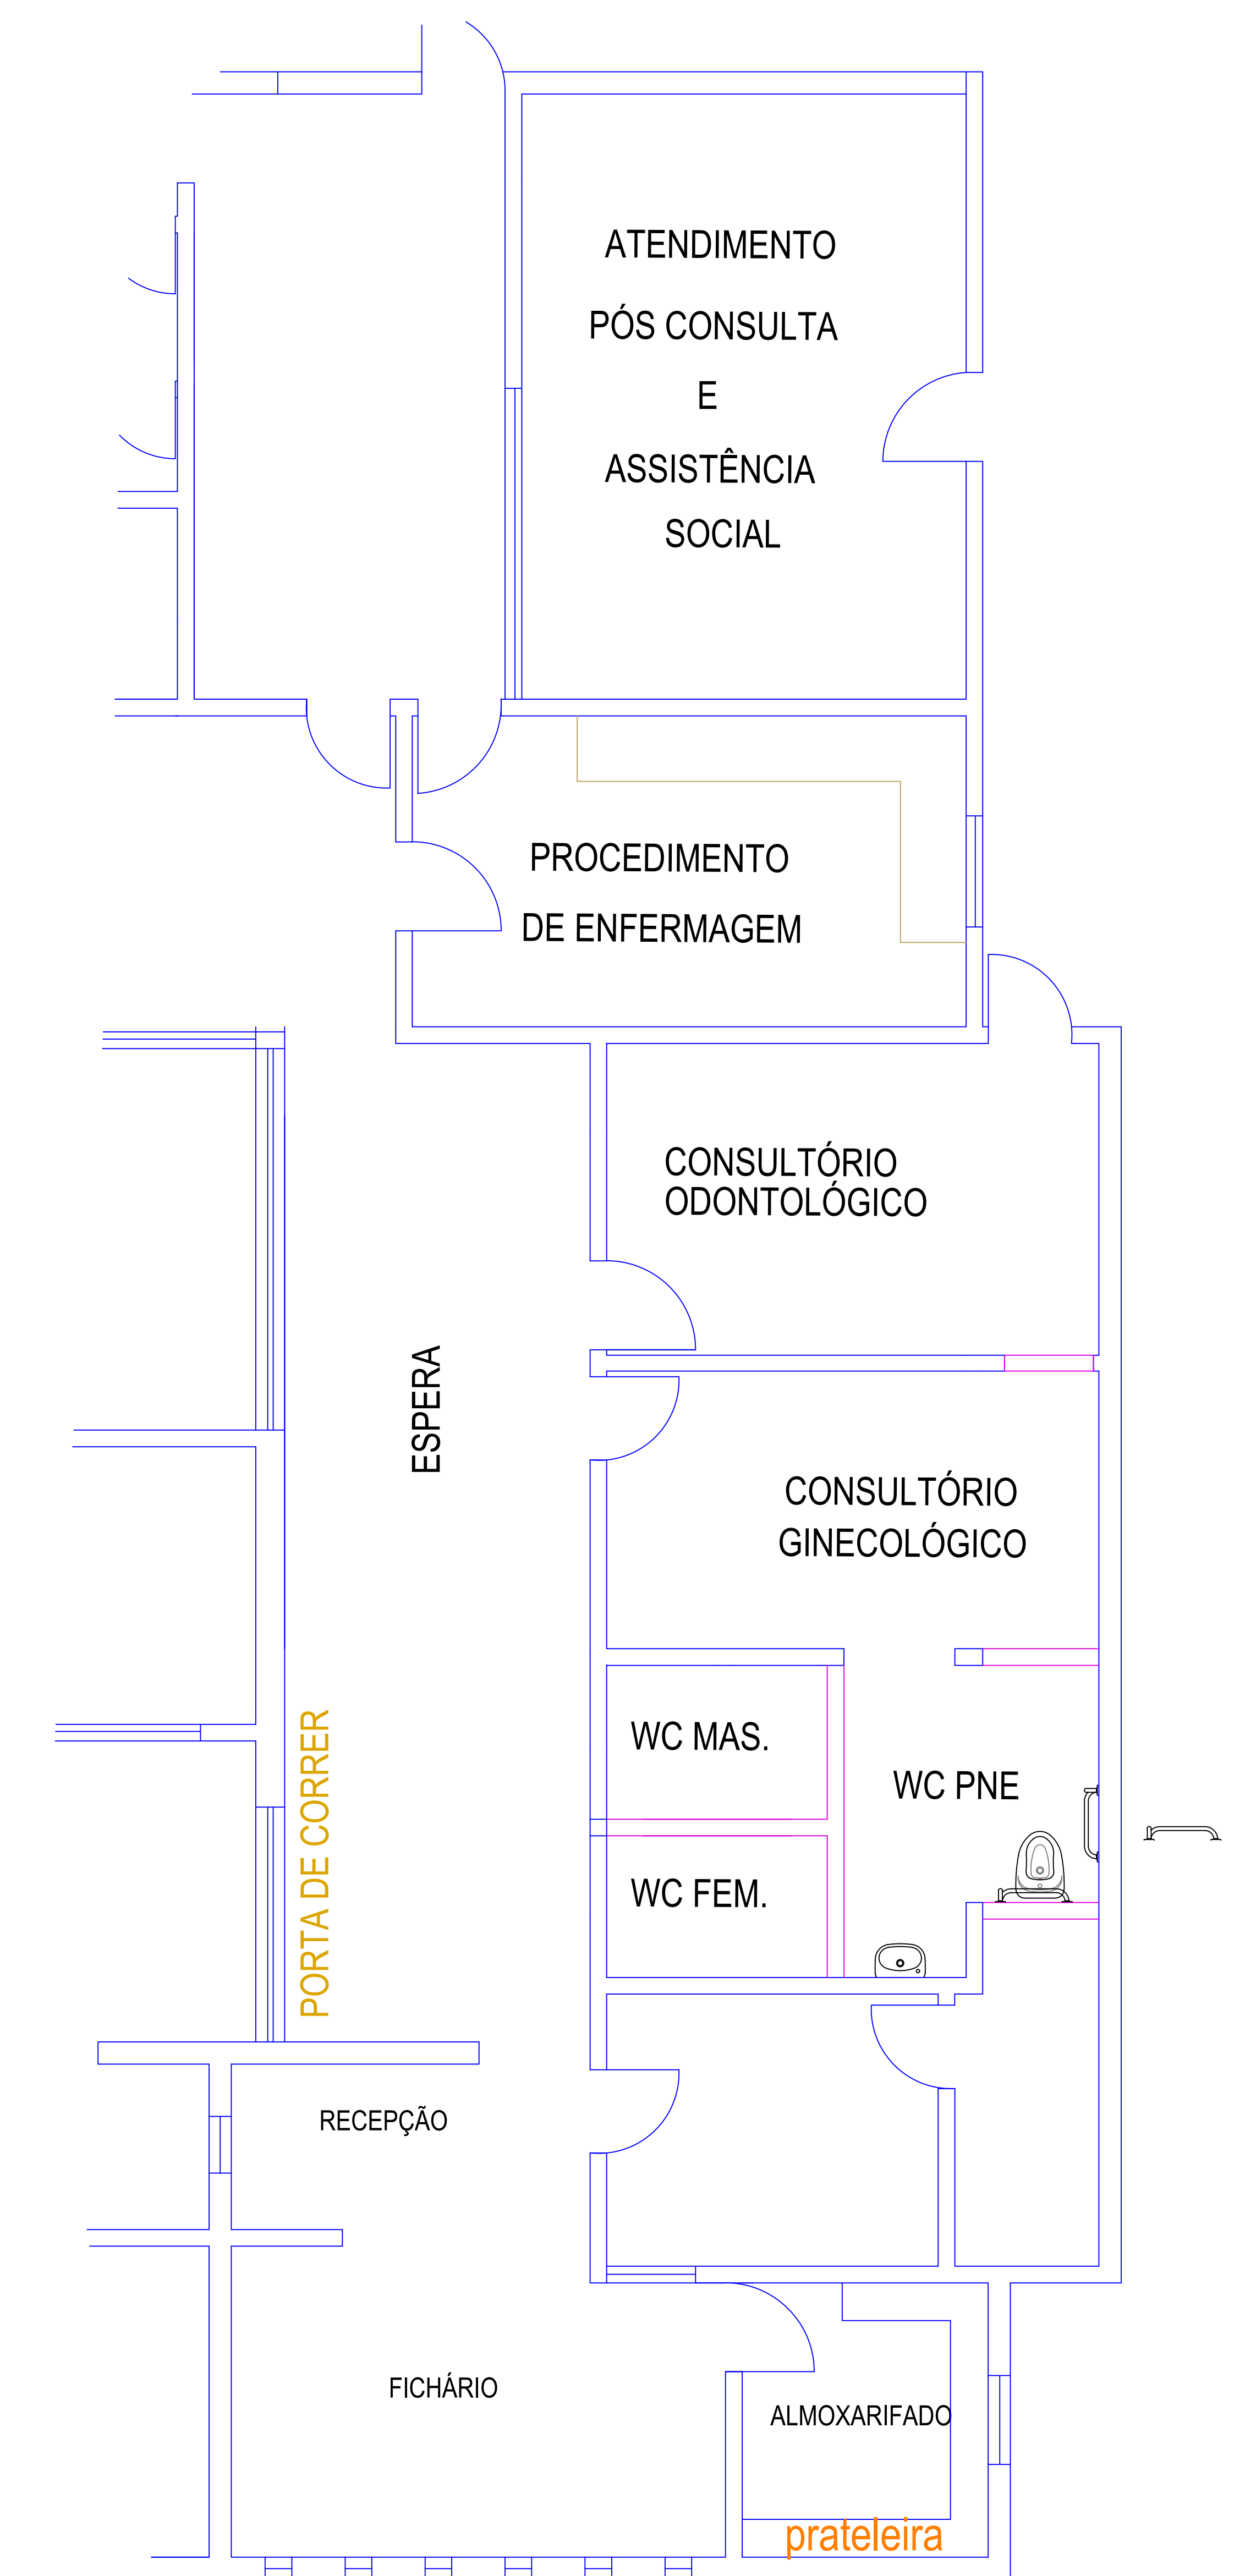 ATENDIMENTO
PÓS CONSULTA
E
ASSISTÊNCIA
SOCIAL
PROCEDIMENTO
DE ENFERMAGEM
CONSULTÓRIO
ODONTOLÓGICO
ESPERA
CONSULTÓRIO
GINECOLÓGICO
WC MAS.
WC PNE
PORTA DE CORRER
WC FEM.
RECEPÇÃO
FICHÁRIO
ALMOXARIFADO
prateleira